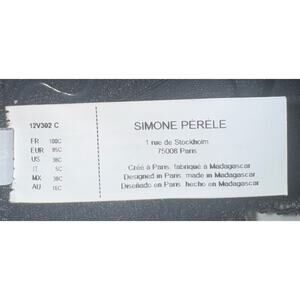 12V302 C
FR 100C
EUR 85C
US 38C
IT 5C
MX 38C
AU 16C
SIMONE PÉRÈLE
1 rue de Stockholm
75008 Paris
Créé à Paris, fabriqué à Madagascar
Designed in Paris, made in Madagascar
Diseñado en Paris, hecho en Madagascar